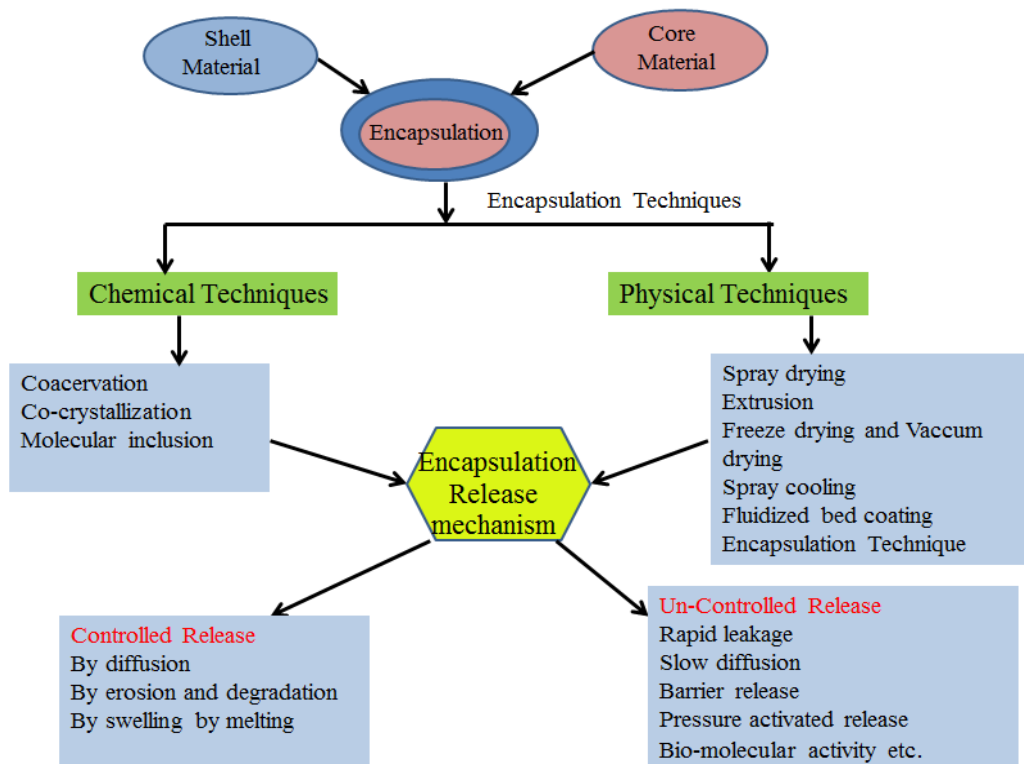 Shell
Material
Core
Material
Encapsulation
Encapsulation Techniques
Chemical Techniques
Physical Techniques
Coacervation
Co-crystallization
Molecular inclusion
Spray drying
Extrusion
Freeze drying and Vaccum
drying
Spray cooling
Fluidized bed coating
Encapsulation Technique
Encapsulation
Release
mechanism
Controlled Release
By diffusion
By erosion and degradation
By swelling by melting
Un-Controlled Release
Rapid leakage
Slow diffusion
Barrier release
Pressure activated release
Bio-molecular activity etc.